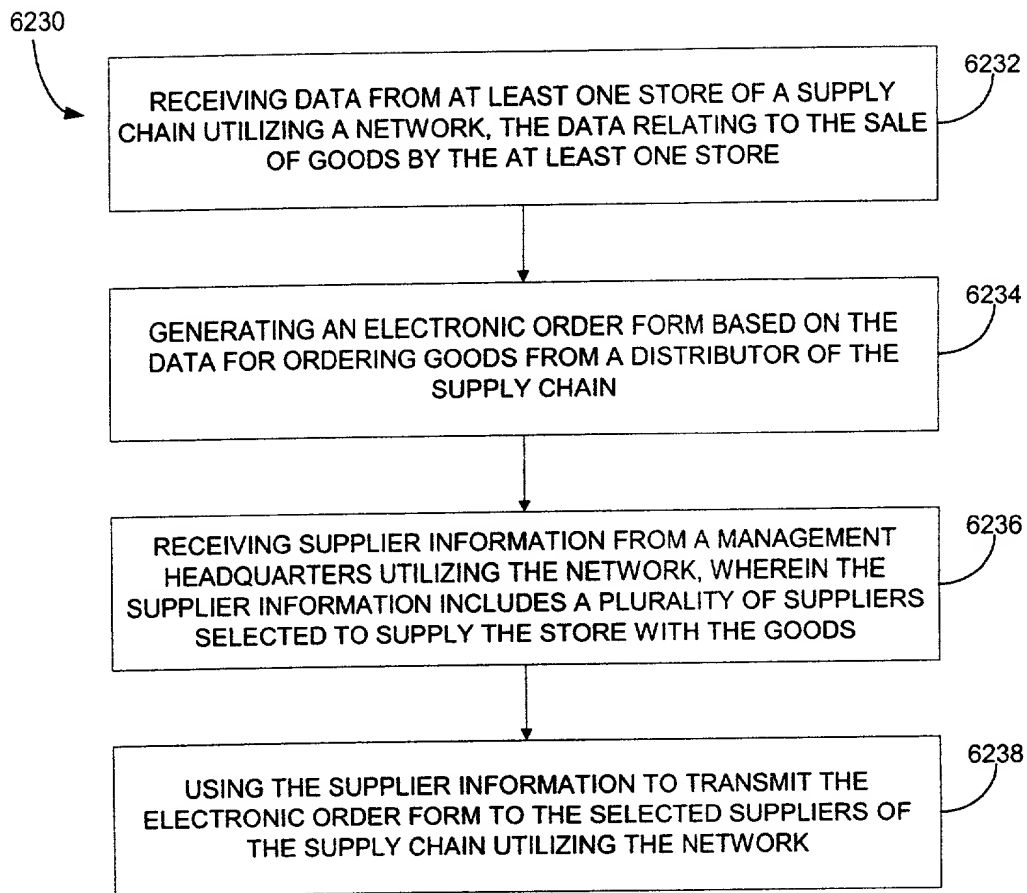 6230
6232
RECEIVING DATA FROM AT LEAST ONE STORE OF A SUPPLY
CHAIN UTILIZING A NETWORK, THE DATA RELATING TO THE SALE
OF GOODS BY THE AT LEAST ONE STORE
6234
GENERATING AN ELECTRONIC ORDER FORM BASED ON THE
DATA FOR ORDERING GOODS FROM A DISTRIBUTOR OF THE
SUPPLY CHAIN
6236
RECEIVING SUPPLIER INFORMATION FROM A MANAGEMENT
HEADQUARTERS UTILIZING THE NETWORK, WHEREIN THE
SUPPLIER INFORMATION INCLUDES A PLURALITY OF SUPPLIERS
SELECTED TO SUPPLY THE STORE WITH THE GOODS
6238
USING THE SUPPLIER INFORMATION TO TRANSMIT THE
ELECTRONIC ORDER FORM TO THE SELECTED SUPPLIERS OF
THE SUPPLY CHAIN UTILIZING THE NETWORK